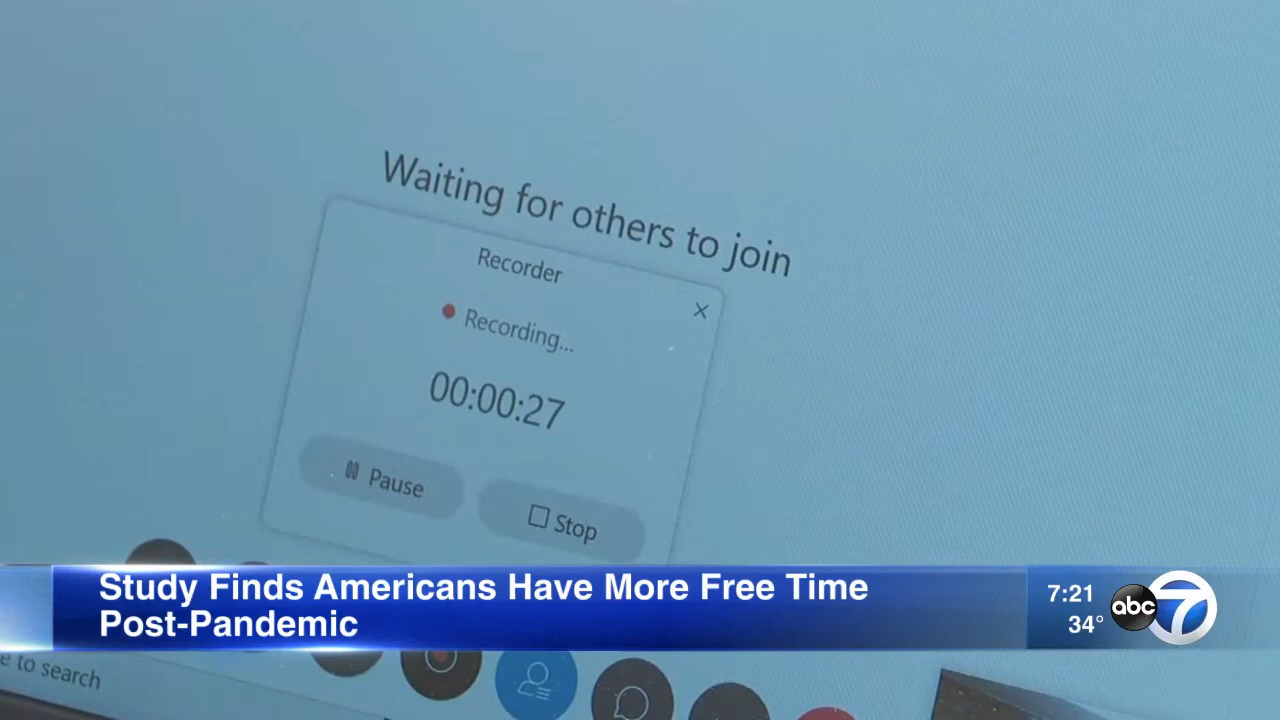 Waiting for others to join
Recorder
Recording...
00:00:27
Pause
Stop
Study Finds Americans Have More Free Time
Post-Pandemic
7:21
34°
abc 7
e to search